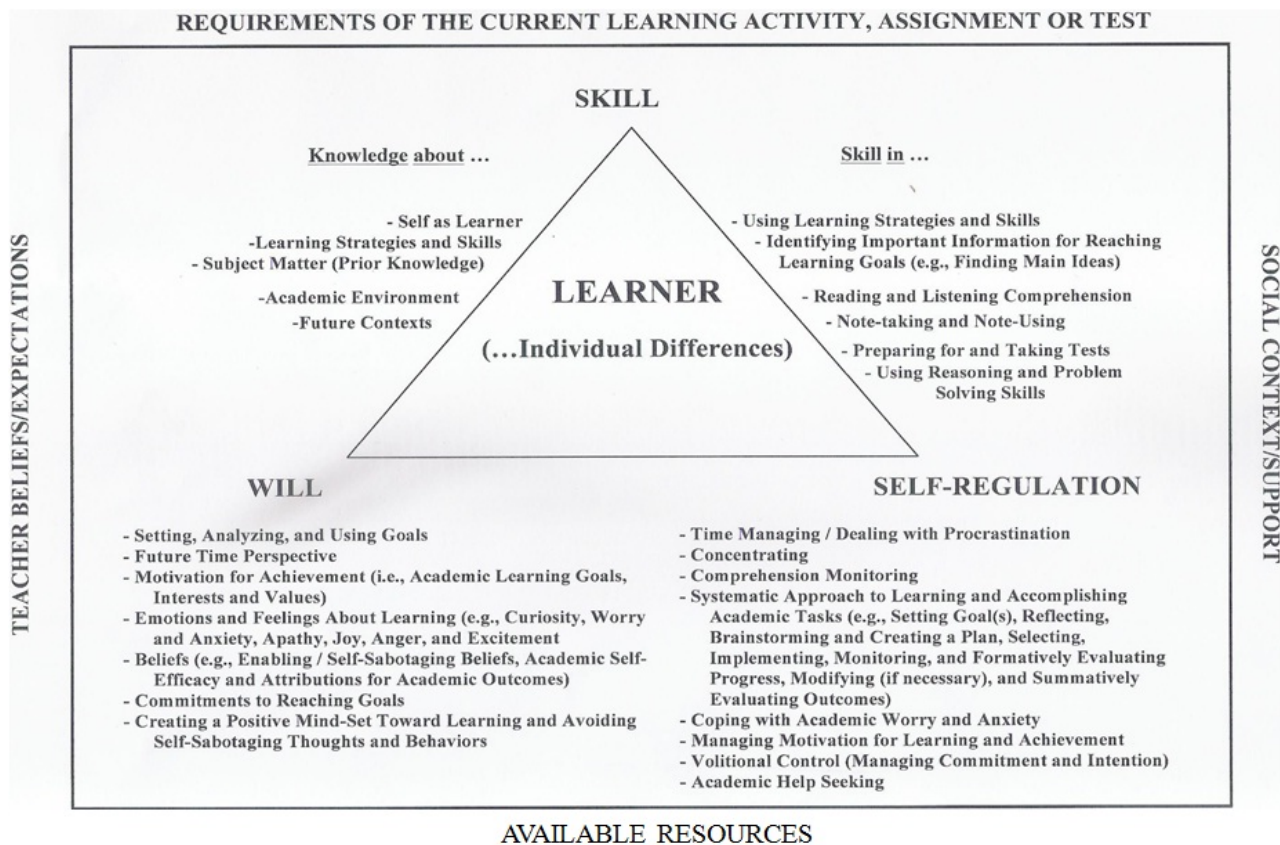 REQUIREMENTS OF THE CURRENT LEARNING ACTIVITY, ASSIGNMENT OR TEST
TEACHER BELIEFS/EXPECTATIONS
SKILL
Knowledge about ...
- Self as Learner
-Learning Strategies and Skills
- Subject Matter (Prior Knowledge)
-Academic Environment
-Future Contexts
Skill in ...
- Using Learning Strategies and Skills
- Identifying Important Information for Reaching
Learning Goals (e.g., Finding Main Ideas)
- Reading and Listening Comprehension
- Note-taking and Note-Using
- Preparing for and Taking Tests
- Using Reasoning and Problem
Solving Skills
LEARNER
(...Individual Differences)
WILL
- Setting, Analyzing, and Using Goals
- Future Time Perspective
- Motivation for Achievement (i.e., Academic Learning Goals,
Interests and Values)
- Emotions and Feelings About Learning (e.g., Curiosity, Worry
and Anxiety, Apathy, Joy, Anger, and Excitement
- Beliefs (e.g., Enabling / Self-Sabotaging Beliefs, Academic Self-
Efficacy and Attributions for Academic Outcomes)
- Commitments to Reaching Goals
- Creating a Positive Mind-Set Toward Learning and Avoiding
Self-Sabotaging Thoughts and Behaviors
SELF-REGULATION
- Time Managing / Dealing with Procrastination
- Concentrating
- Comprehension Monitoring
- Systematic Approach to Learning and Accomplishing
Academic Tasks (e.g., Setting Goal(s), Reflecting,
Brainstorming and Creating a Plan, Selecting,
Implementing, Monitoring, and Formatively Evaluating
Progress, Modifying (if necessary), and Summatively
Evaluating Outcomes)
- Coping with Academic Worry and Anxiety
- Managing Motivation for Learning and Achievement
- Volitional Control (Managing Commitment and Intention)
- Academic Help Seeking
SOCIAL CONTEXT/SUPPORT
AVAILABLE RESOURCES